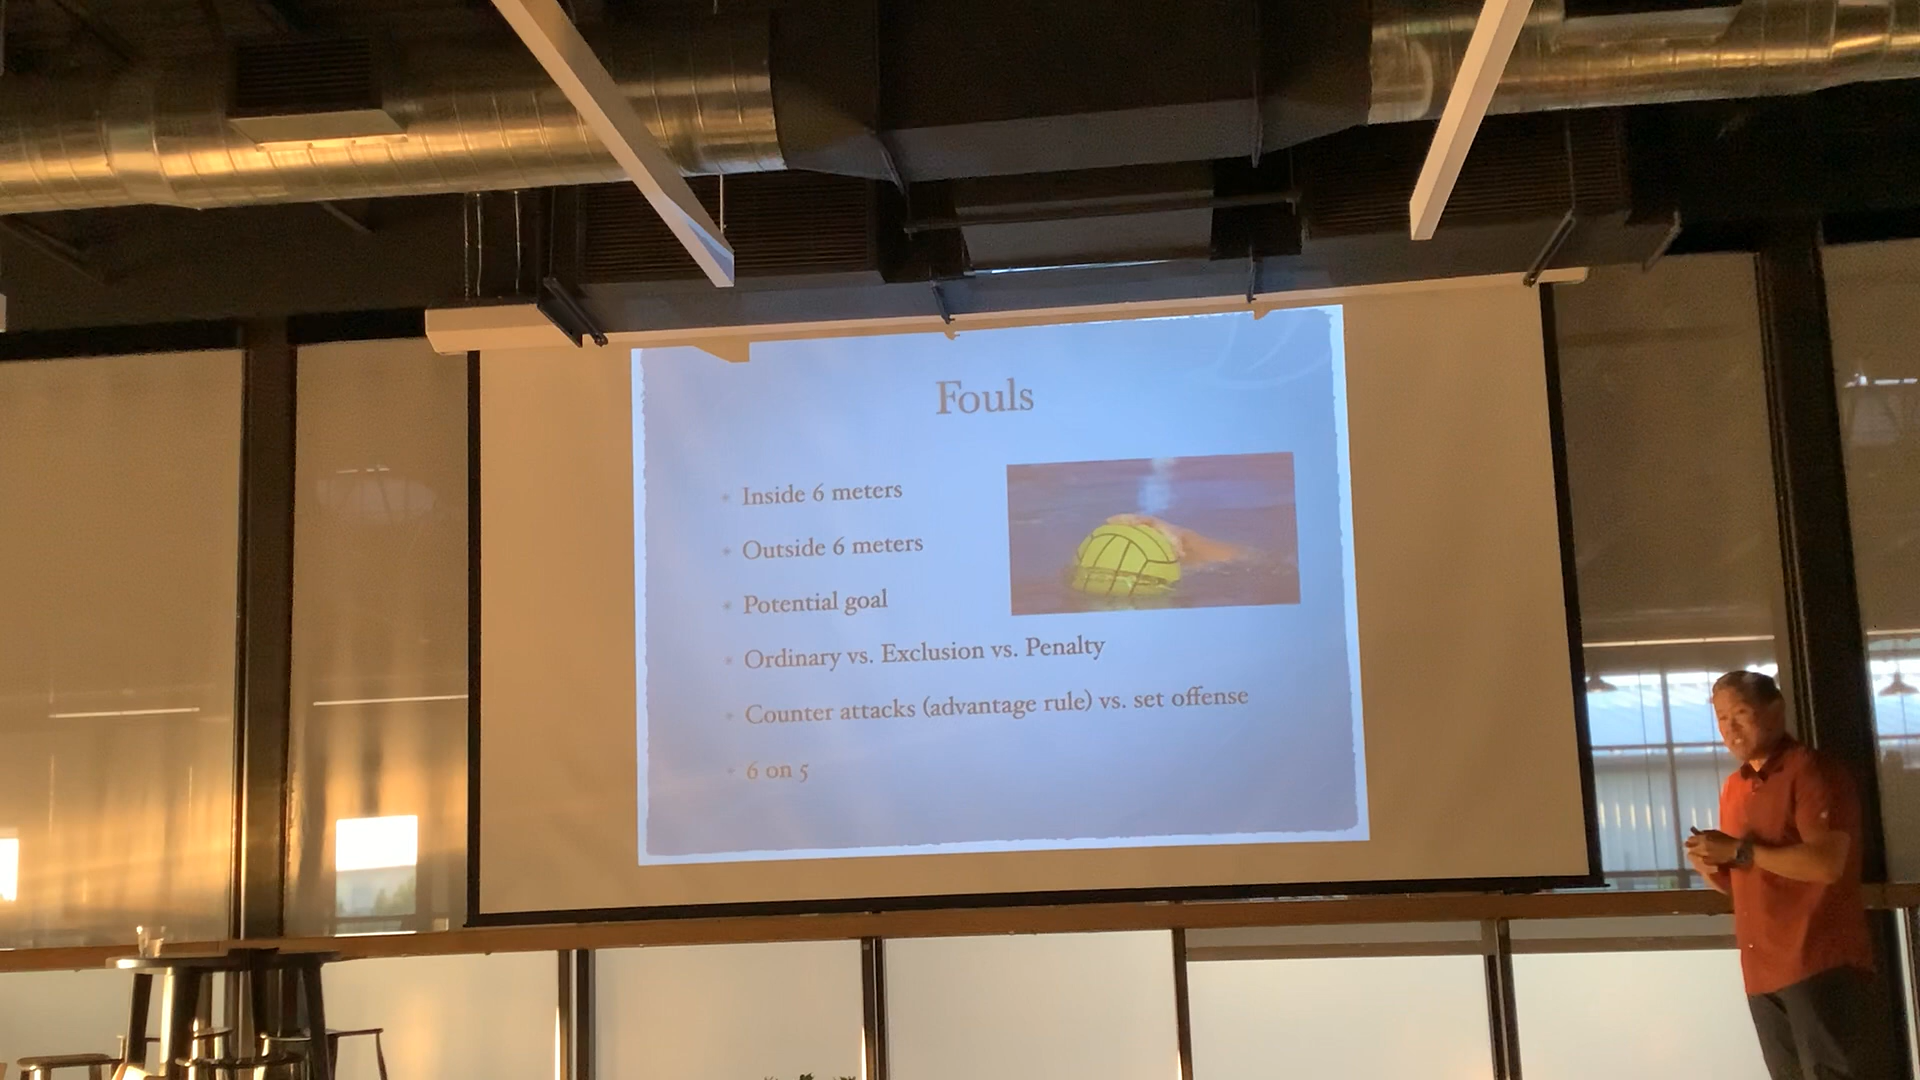 Fouls
Inside 6 meters
Outside 6 meters
Potential goal
Ordinary vs. Exclusion vs. Penalty
Counter attacks (advantage rule) vs. set offense
6 on 5